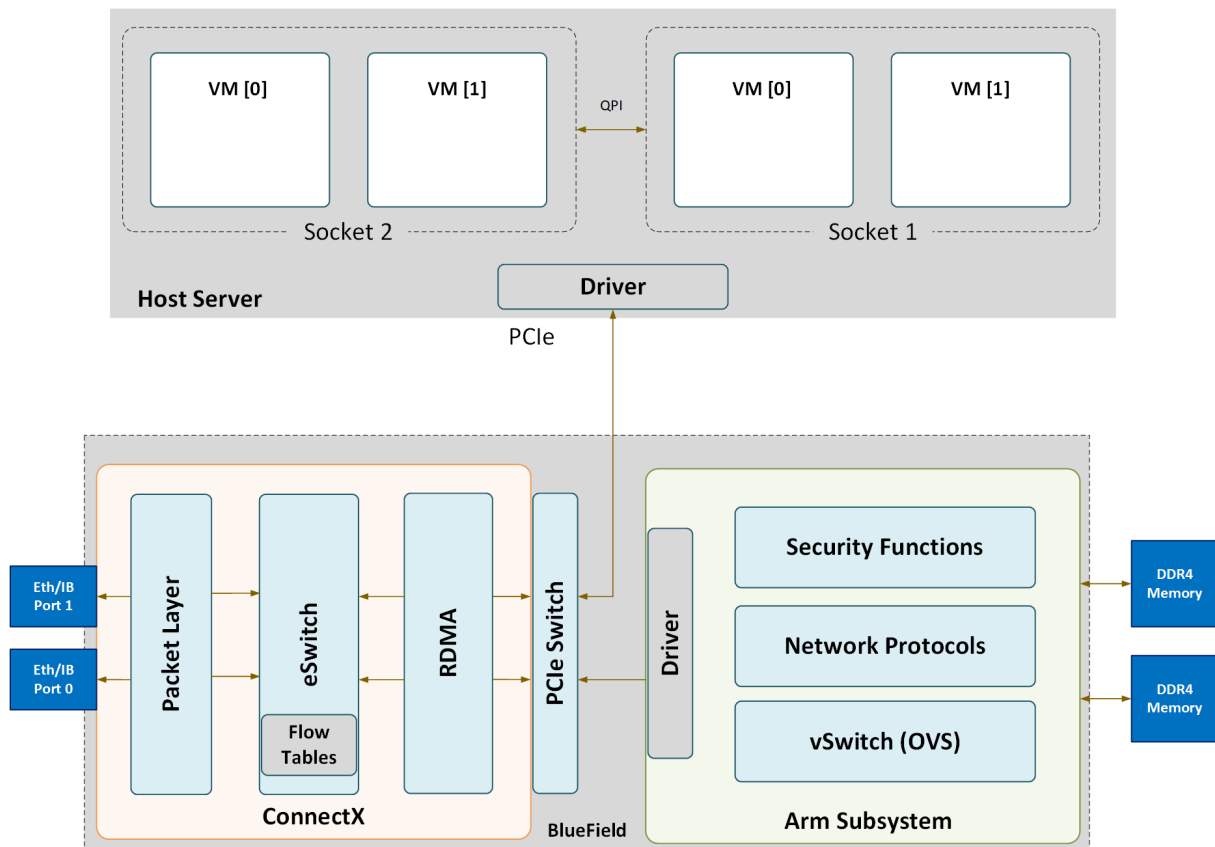 VM [0]
VM [1]
Socket 2
QPI
VM [0]
VM [1]
Socket 1
Driver
Host Server
PCIe
Eth/IB
Port 1
Eth/IB
Port 0
Packet Layer
eSwitch
Flow
Tables
RDMA
ConnectX
PCIe Switch
BlueField
Driver
Security Functions
Network Protocols
vSwitch (OVS)
Arm Subsystem
DDR4
Memory
DDR4
Memory